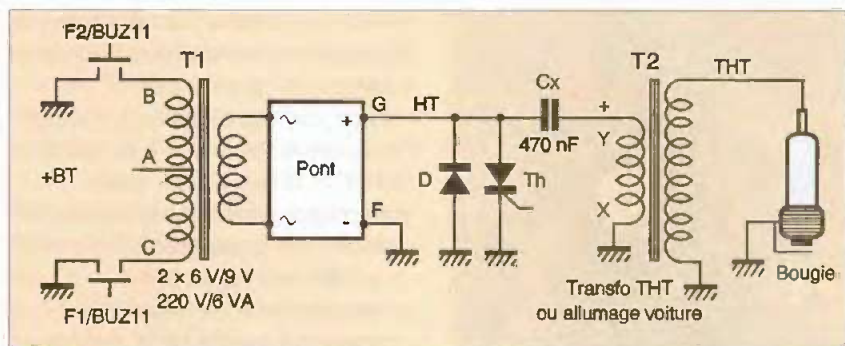 F2/BUZ11
T1
B
A
+BT
C
F1/BUZ11
2 x 6 V/9 V
220 V/6 VA
~
~
Pont
+
-
G
HT
F
D
Th
Cx
470 nF
+
Y
X
T2
THT
Transfo THT
ou allumage voiture
Bougie